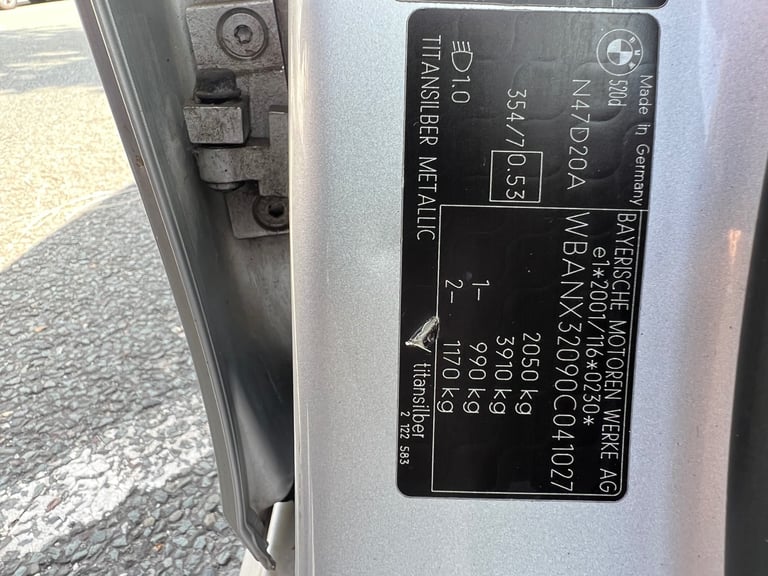 Made in Germany
BMW
520d
N47D20A
354/7 0.53
1.0
TITANSILBER METALLIC
BAYERISCHE MOTOREN WERKE AG
e1*2001/116*0230*
WBANX32090C041027
2050 kg
3910 kg
1- 990 kg
2- 1170 kg
titansilber
2 122 583